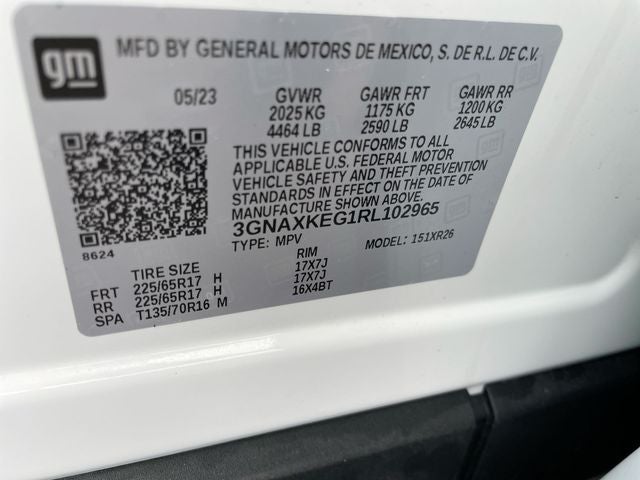 gm
MFD BY GENERAL MOTORS DE MEXICO, S. DE R.L. DE C.V.
05/23 GVWR GAWR FRT GAWR RR
2025 KG 1175 KG 1200 KG
4464 LB 2590 LB 2645 LB
THIS VEHICLE CONFORMS TO ALL
APPLICABLE U.S. FEDERAL MOTOR
VEHICLE SAFETY AND THEFT PREVENTION
STANDARDS IN EFFECT ON THE DATE OF
MANUFACTURE SHOWN ABOVE.
3GNAXKEG1RL102965
TYPE: MPV MODEL: 151XR26
8624
TIRE SIZE RIM
FRT 225/65R17 H 17X7J
RR 225/65R17 H 17X7J
SPA T135/70R16 M 16X4BT